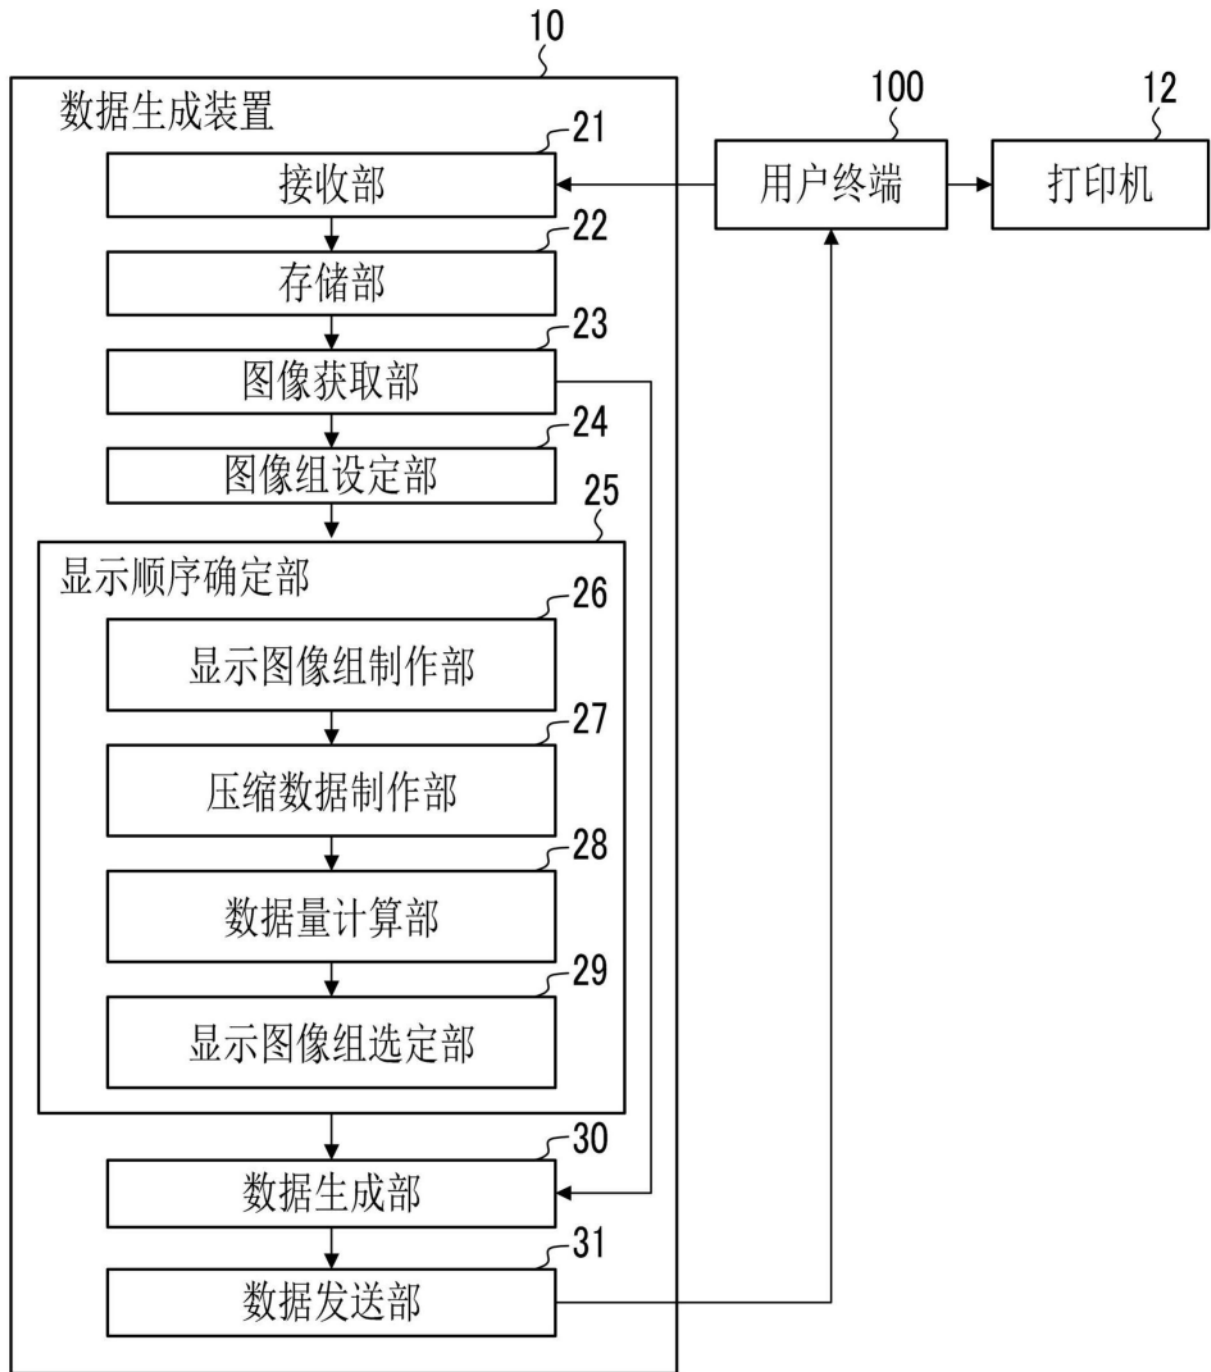 10
数据生成装置
100
12
21
接收部
用户终端
打印机
22
存储部
23
图像获取部
24
图像组设定部
25
显示顺序确定部
26
显示图像组制作部
27
压缩数据制作部
28
数据量计算部
29
显示图像组选定部
30
数据生成部
31
数据发送部